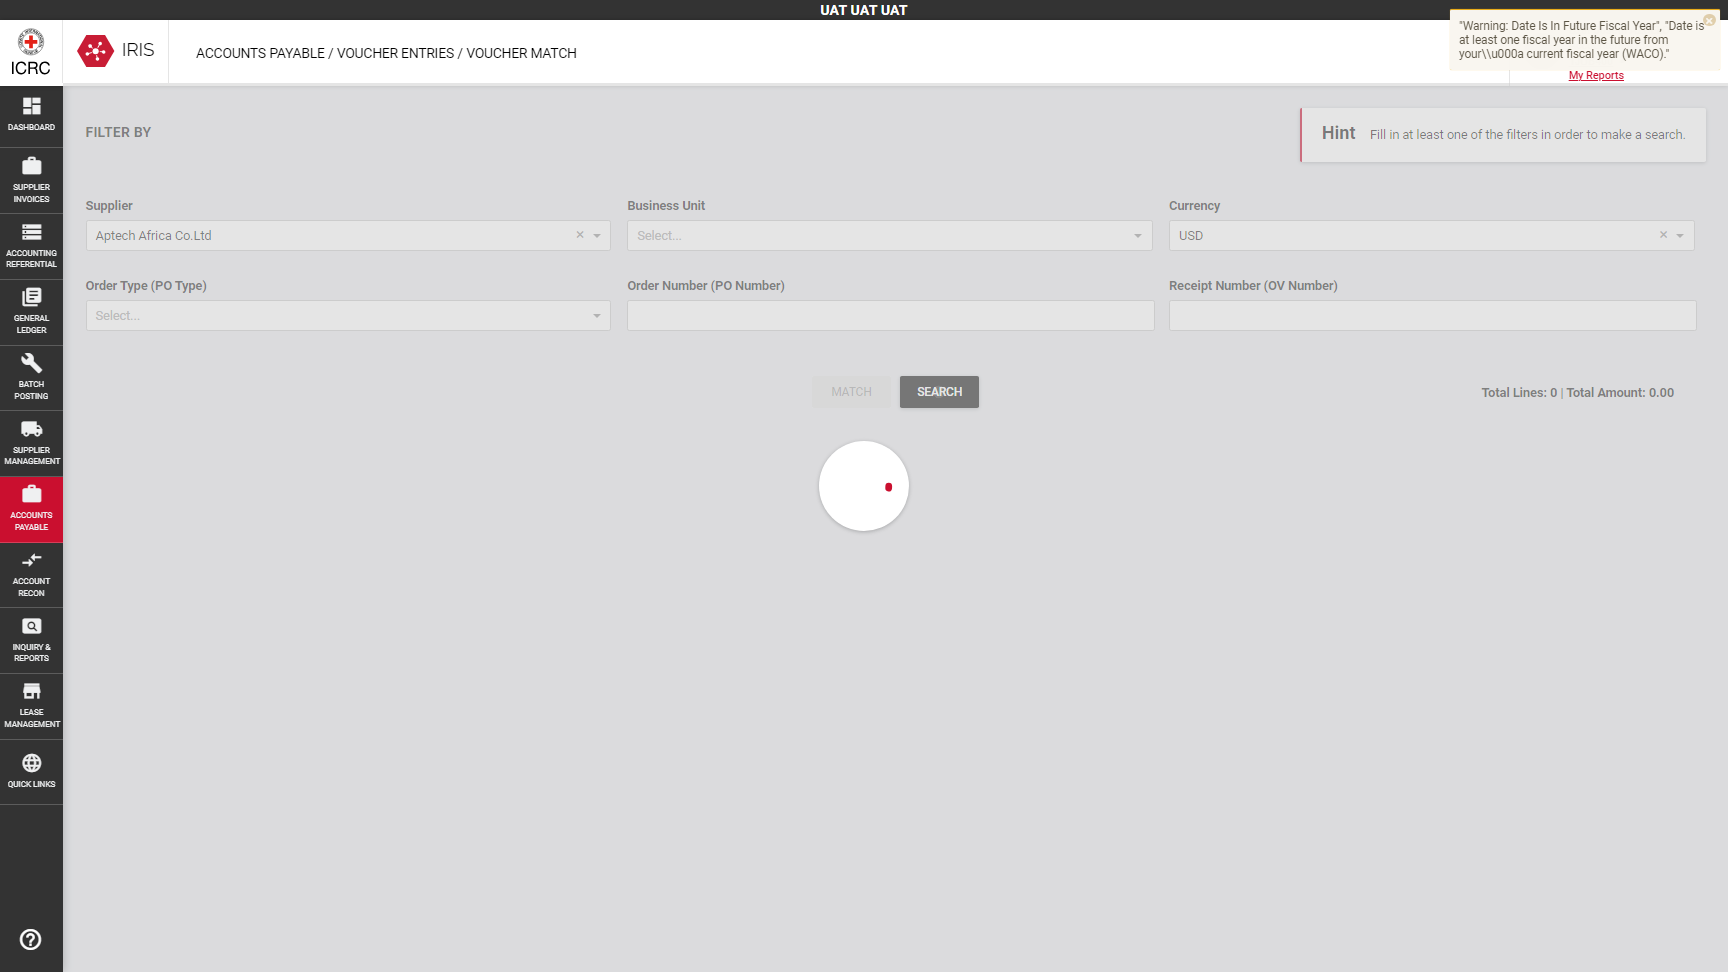 UAT UAT UAT
ICRC
IRIS
ACCOUNTS PAYABLE / VOUCHER ENTRIES / VOUCHER MATCH
"Warning: Date Is In Future Fiscal Year", "Date is
at least one fiscal year in the future from
your\\u000a current fiscal year (WACO)."
My Reports
DASHBOARD
SUPPLIER
INVOICES
ACCOUNTING
REFERENTIAL
GENERAL
LEDGER
BATCH
POSTING
SUPPLIER
MANAGEMENT
ACCOUNTS
PAYABLE
ACCOUNT
RECON
INQUIRY &
REPORTS
LEASE
MANAGEMENT
QUICK LINKS
FILTER BY
Hint Fill in at least one of the filters in order to make a search.
Supplier
Aptech Africa Co.Ltd
Business Unit
Select...
Currency
USD
Order Type (PO Type)
Select...
Order Number (PO Number)
Receipt Number (OV Number)
MATCH
SEARCH
Total Lines: 0 | Total Amount: 0.00